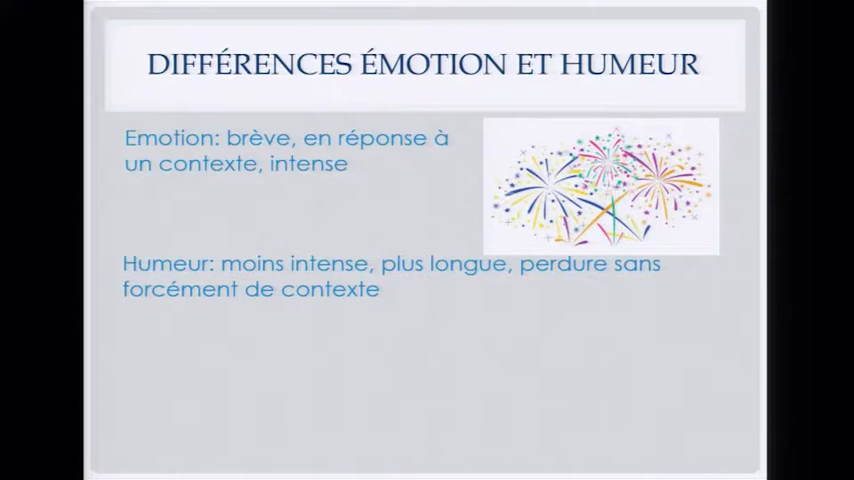 DIFFÉRENCES ÉMOTION ET HUMEUR
Emotion: brève, en réponse à
un contexte, intense
Humeur: moins intense, plus longue, perdure sans
forcément de contexte